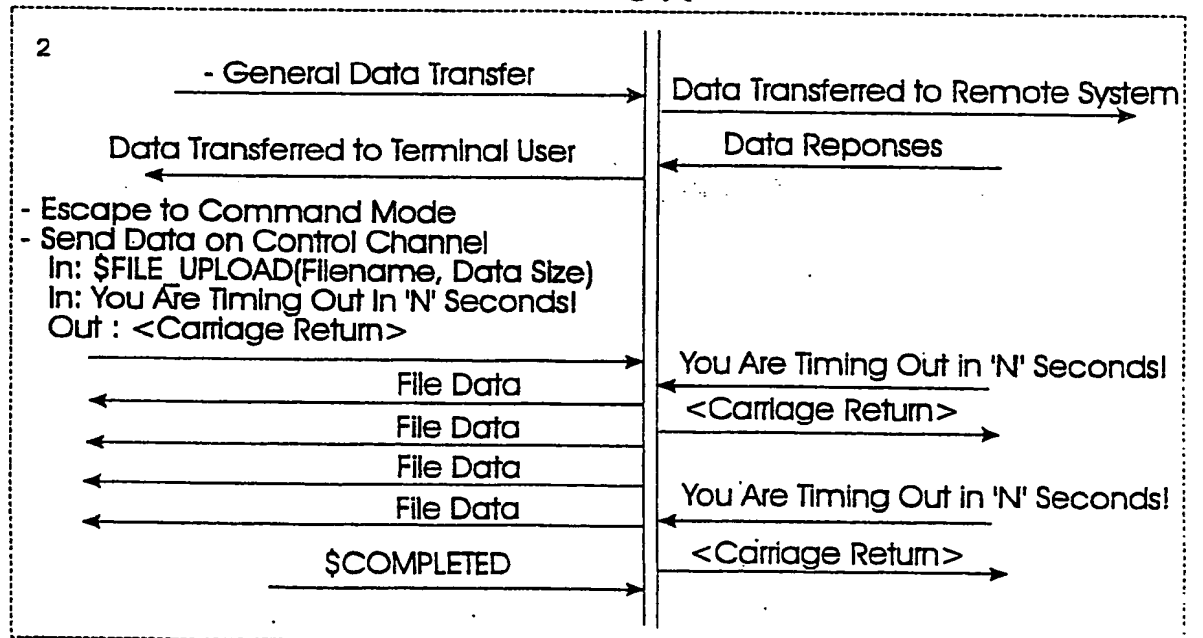 2
- General Data Transfer
Data Transferred to Remote System
Data Transferred to Terminal User
Data Reponses
- Escape to Command Mode
- Send Data on Control Channel
In: $FILE_UPLOAD(Filename, Data Size)
In: You Are Timing Out In 'N' Seconds!
Out : <Carriage Return>
You Are Timing Out in 'N' Seconds!
File Data
<Carriage Return>
File Data
File Data
File Data
You Are Timing Out in 'N' Seconds!
$COMPLETED
<Carriage Return>